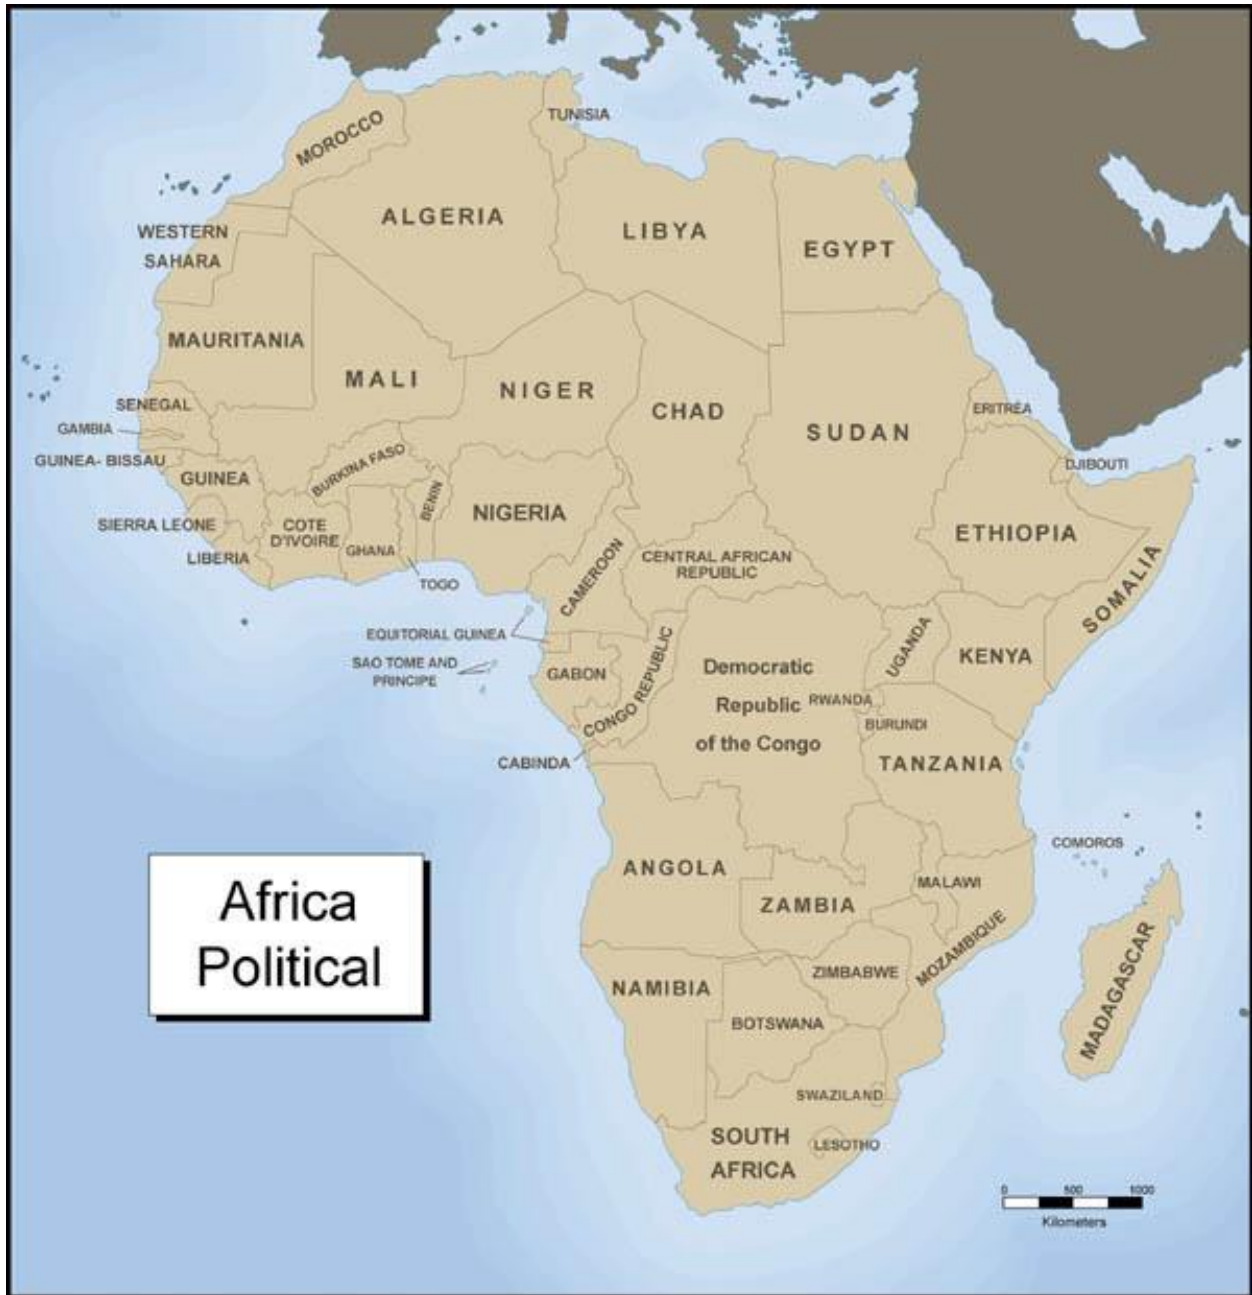 TUNISIA
MOROCCO
ALGERIA
LIBYA
EGYPT
WESTERN
SAHARA
MAURITANIA
MALI
NIGER
CHAD
SUDAN
ERITREA
SENEGAL
GAMBIA
GUINEA- BISSAU
GUINEA
BURKINA FASO
BENIN
NIGERIA
DJIBOUTI
SIERRA LEONE
COTE
D'IVOIRE
GHANA
LIBERIA
TOGO
CAMEROON
CENTRAL AFRICAN
REPUBLIC
ETHIOPIA
SOMALIA
EQUITORIAL GUINEA
SAO TOME AND
PRINCIPE
GABON
CONGO REPUBLIC
Democratic
Republic
of the Congo
UGANDA
KENYA
RWANDA
BURUNDI
CABINDA
TANZANIA
COMOROS
ANGOLA
ZAMBIA
MALAWI
MOZAMBIQUE
MADAGASCAR
Africa
Political
NAMIBIA
ZIMBABWE
BOTSWANA
SWAZILAND
SOUTH
AFRICA
LESOTHO
0 500 1000
Kilometers